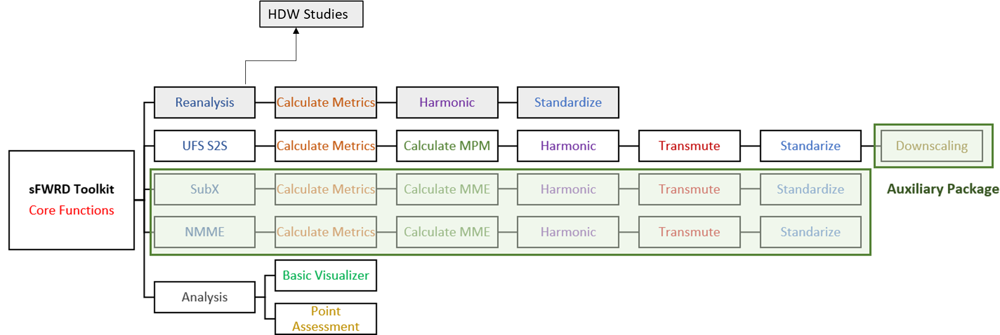 HDW Studies
Reanalysis
Calculate Metrics
Harmonic
Standardize
UFS S2S
Calculate Metrics
Calculate MPM
Harmonic
Transmute
Standarize
Downscaling
sFWRD Toolkit
Core Functions
SubX
Calculate Metrics
Calculate MME
Harmonic
Transmute
Standardize
Auxiliary Package
NMME
Calculate Metrics
Calculate MME
Harmonic
Transmute
Standarize
Analysis
Basic Visualizer
Point
Assessment